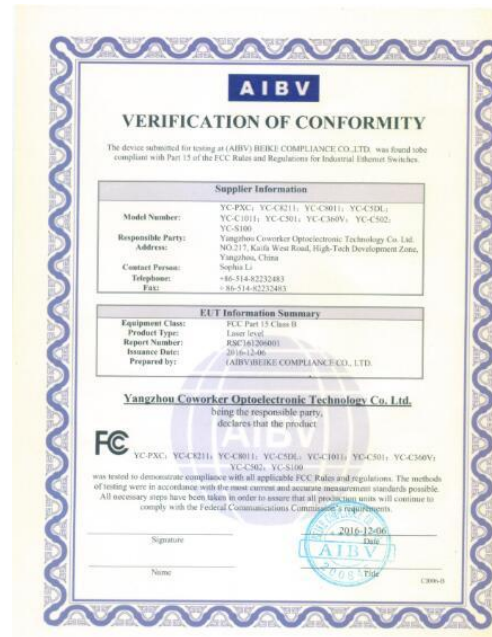 AIBV
VERIFICATION OF CONFORMITY
The device submitted for testing at (AIBV) BEIKE COMPLIANCE CO.,LTD. was found tobe
compliant with Part 15 of the FCC Rules and Regulations for Industrial Ethernet Switches.
Supplier Information
Model Number: YC-PXC; YC-C8211; YC-C8011; YC-C5DL;
YC-C1011; YC-C501; YC-C360V; YC-C502;
YC-S100
Responsible Party: Yangzhou Coworker Optoelectronic Technology Co. Ltd.
Address: NO.217, Kaifa West Road, High-Tech Development Zone,
Yangzhou, China
Contact Person: Sophia Li
Telephone: +86-514-82232483
Fax: +86-514-82232483
EUT Information Summary
Equipment Class: FCC Part 15 Class B
Product Type: Laser level
Report Number: RSC161206001
Issuance Date: 2016-12-06
Prepared by: (AIBV)BEIKE COMPLIANCE CO., LTD.
Yangzhou Coworker Optoelectronic Technology Co. Ltd.
being the responsible party,
declares that the product
FC
YC-PXC; YC-C8211; YC-C8011; YC-C5DL; YC-C1011; YC-C501; YC-C360V;
YC-C502; YC-S100
was tested to demonstrate compliance with all applicable FCC Rules and regulations. The methods
of testing were in accordance with the most current and accurate measurement standards possible.
All necessary steps have been taken in order to assure that all production units will continue to
comply with the Federal Communications Commission's requirements.
2016-12-06
Signature Date
AIBV
Name Title